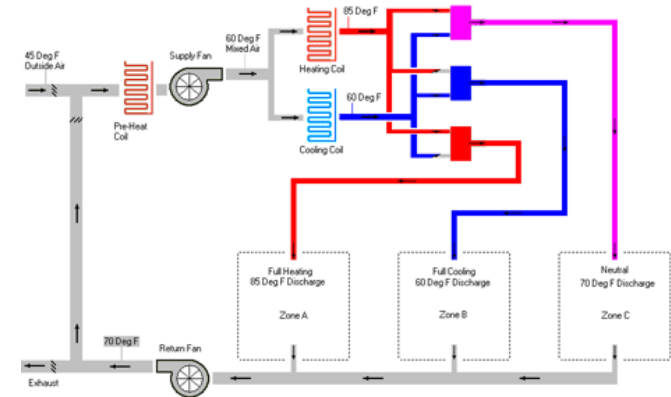 85 Deg F
45 Deg F
Outside Air
Supply Fan
60 Deg F
Mixed Air
Heating Coil
60 Deg F
Pre-Heat
Coil
Cooling Coil
Full Heating
85 Deg F Discharge
Zone A
Full Cooling
60 Deg F Discharge
Zone B
Neutral
70 Deg F Discharge
Zone C
70 Deg F
Return Fan
Exhaust